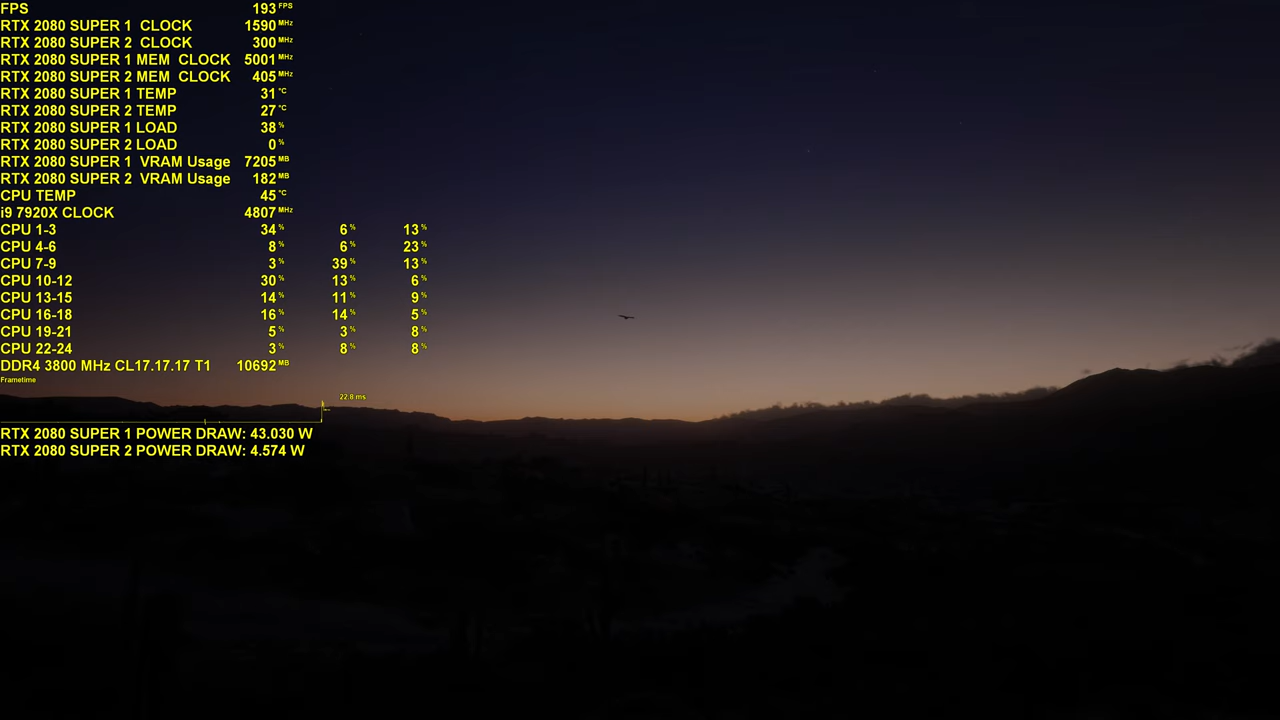 FPS 193 FPS
RTX 2080 SUPER 1 CLOCK 1590 MHz
RTX 2080 SUPER 2 CLOCK 300 MHz
RTX 2080 SUPER 1 MEM CLOCK 5001 MHz
RTX 2080 SUPER 2 MEM CLOCK 405 MHz
RTX 2080 SUPER 1 TEMP 31 °C
RTX 2080 SUPER 2 TEMP 27 °C
RTX 2080 SUPER 1 LOAD 38 %
RTX 2080 SUPER 2 LOAD 0 %
RTX 2080 SUPER 1 VRAM Usage 7205 MB
RTX 2080 SUPER 2 VRAM Usage 182 MB
CPU TEMP 45 °C
i9 7920X CLOCK 4807 MHz
CPU 1-3 34 % 6 % 13 %
CPU 4-6 8 % 6 % 23 %
CPU 7-9 3 % 39 % 13 %
CPU 10-12 30 % 13 % 6 %
CPU 13-15 14 % 11 % 9 %
CPU 16-18 16 % 14 % 5 %
CPU 19-21 5 % 3 % 8 %
CPU 22-24 3 % 8 % 8 %
DDR4 3800 MHz CL17.17.17 T1 10692 MB
Frametime
22.8 ms
RTX 2080 SUPER 1 POWER DRAW: 43.030 W
RTX 2080 SUPER 2 POWER DRAW: 4.574 W